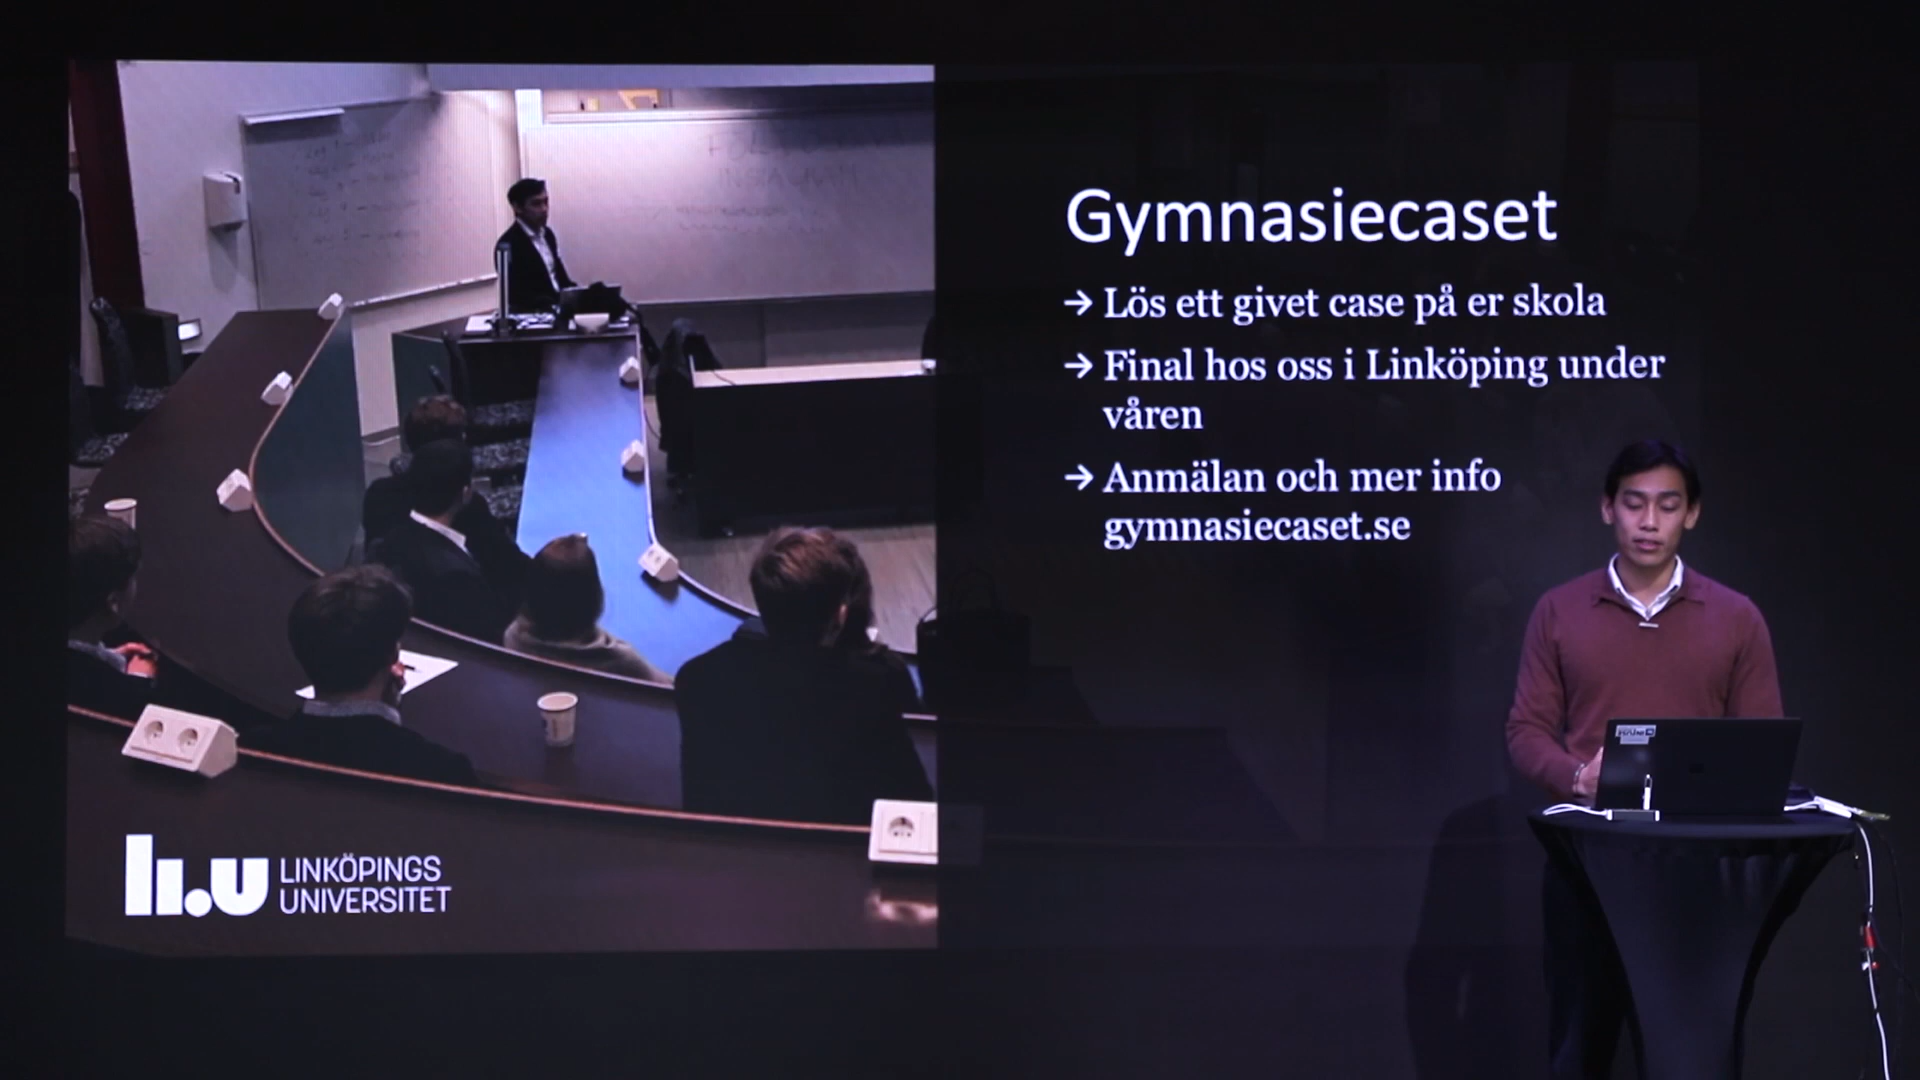 Gymnasiecaset
→ Lös ett givet case på er skola
→ Final hos oss i Linköping under
våren
→ Anmälan och mer info
gymnasiecaset.se
li.u LINKÖPINGS
UNIVERSITET